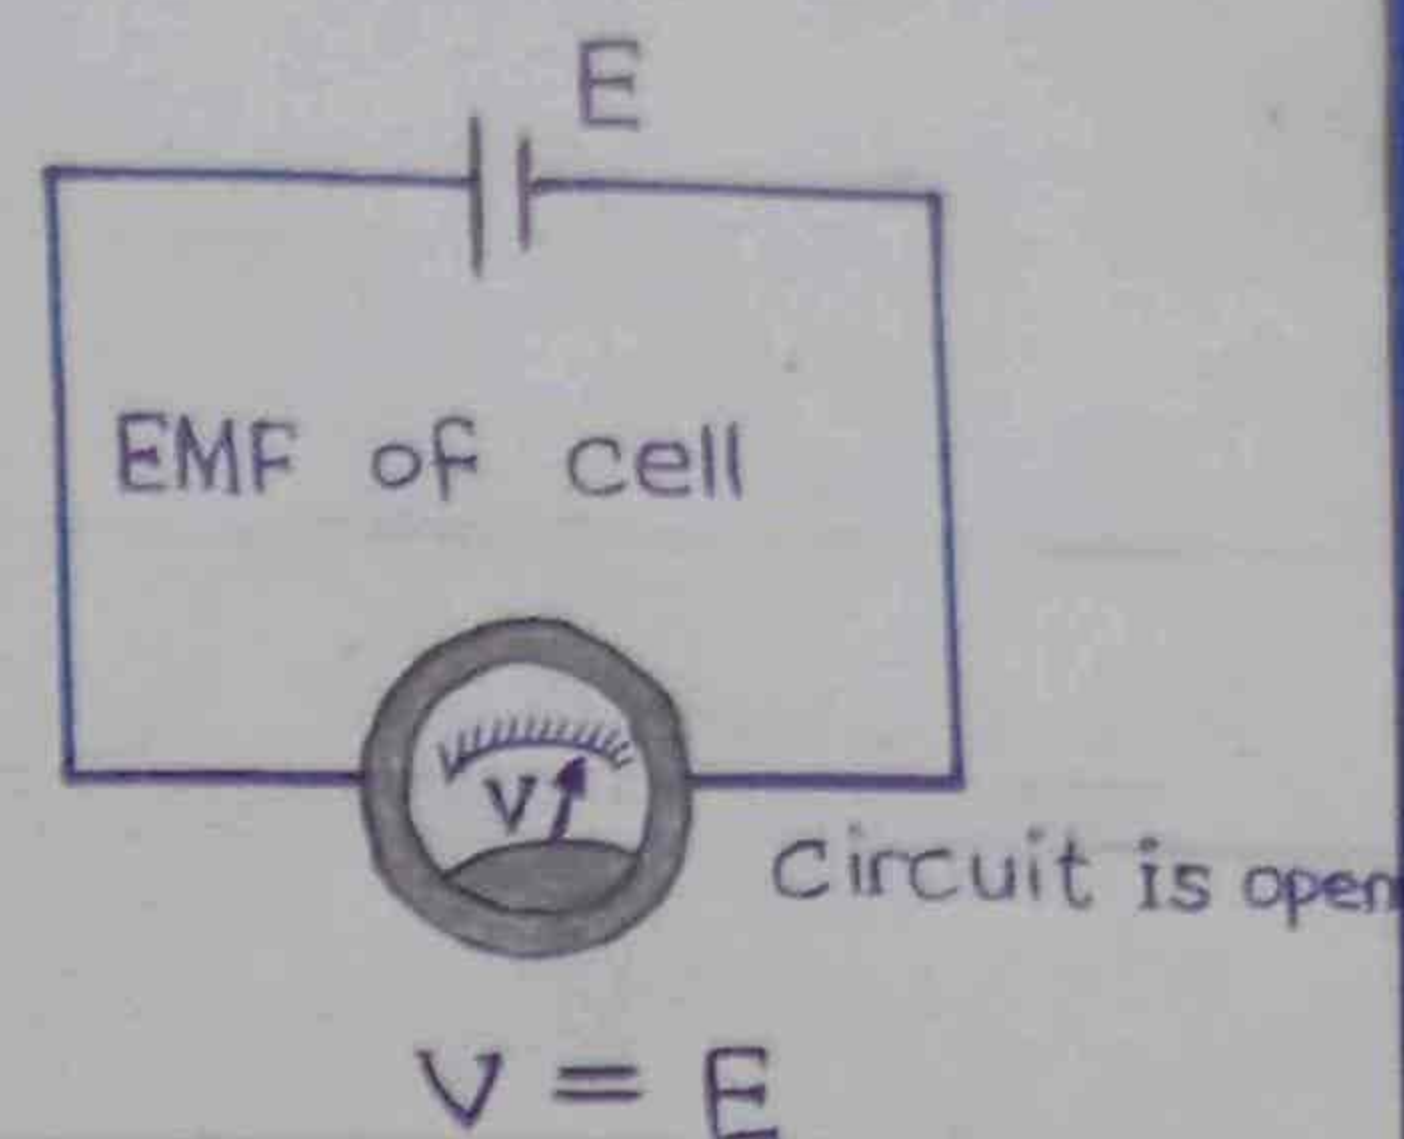 E
EMF of cell
V
Circuit is open
V = E